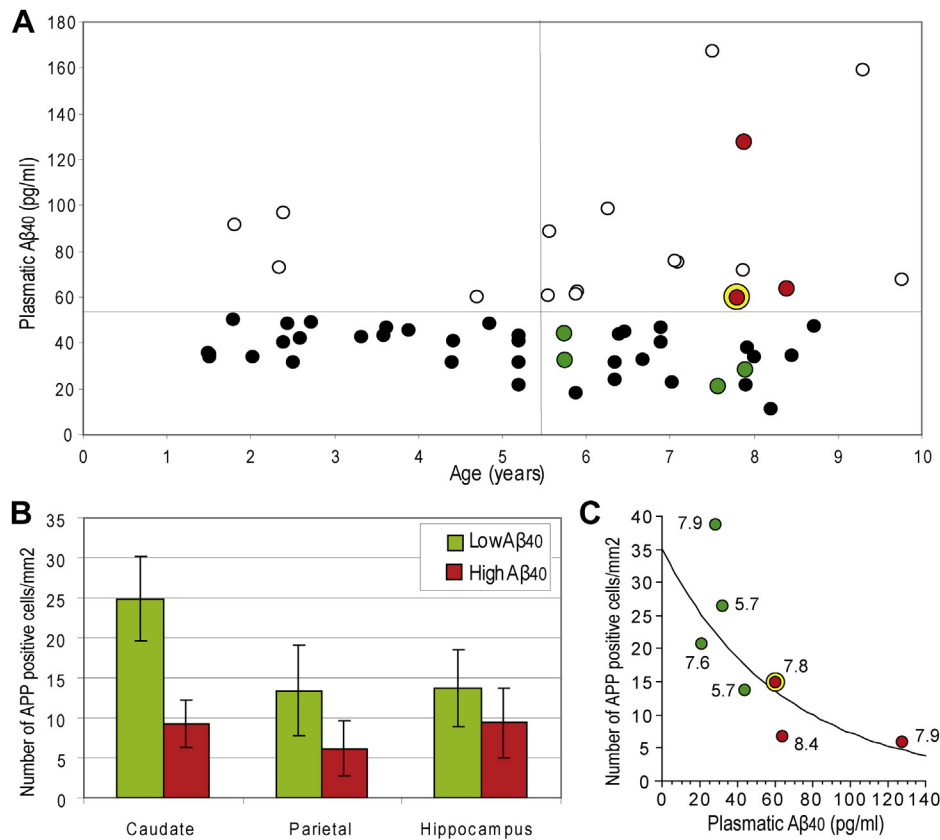 A
Plasmatic Aβ40 (pg/ml)
180
160
140
120
100
80
60
40
20
0
0 1 2 3 4 5 6 7 8 9 10
Age (years)
B
Number of APP positive cells/mm2
35
30
25
20
15
10
5
0
Low Aβ40
High Aβ40
Caudate Parietal Hippocampus
C
Number of APP positive cells/mm2
40
35
30
25
20
15
10
5
0
7.9
5.7
7.6
5.7
7.8
8.4
7.9
0 20 40 60 80 100 120 140
Plasmatic Aβ40 (pg/ml)